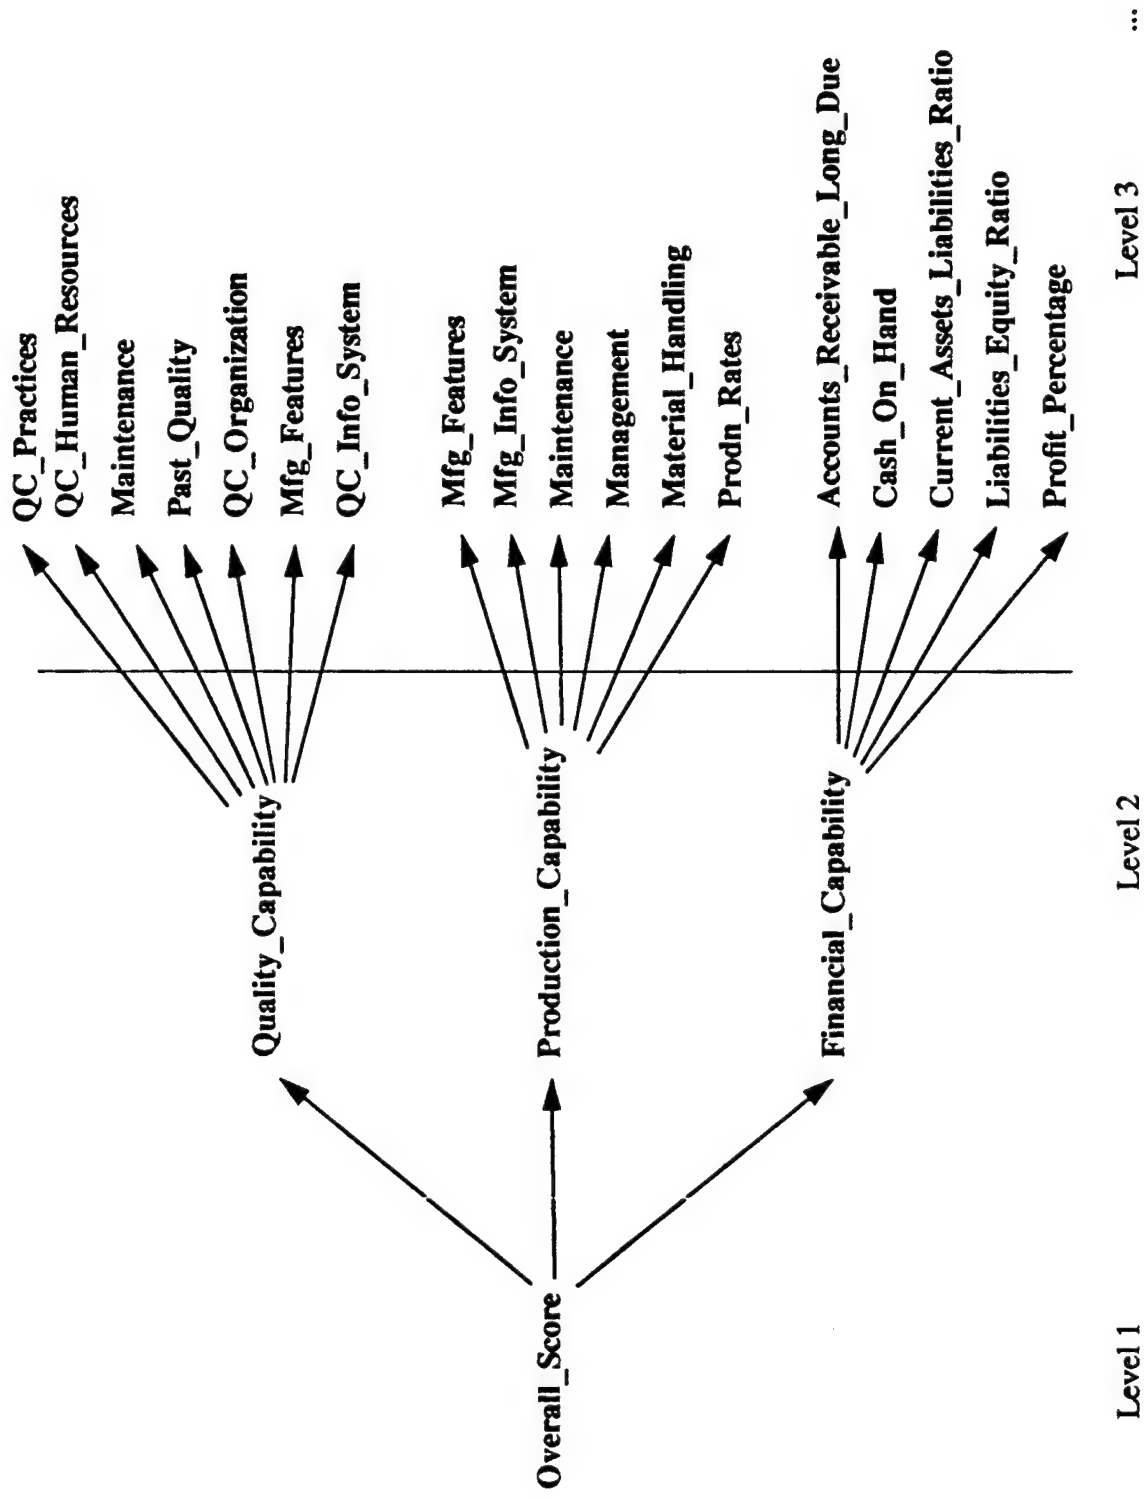 Overall_Score
Quality_Capability
Production_Capability
Financial_Capability
QC_Practices
QC_Human_Resources
Maintenance
Past_Quality
QC_Organization
Mfg_Features
QC_Info_System
Mfg_Features
Mfg_Info_System
Maintenance
Management
Material_Handling
Prodn_Rates
Accounts_Receivable_Long_Due
Cash_On_Hand
Current_Assets_Liabilities_Ratio
Liabilities_Equity_Ratio
Profit_Percentage
Level 1
Level 2
Level 3
...